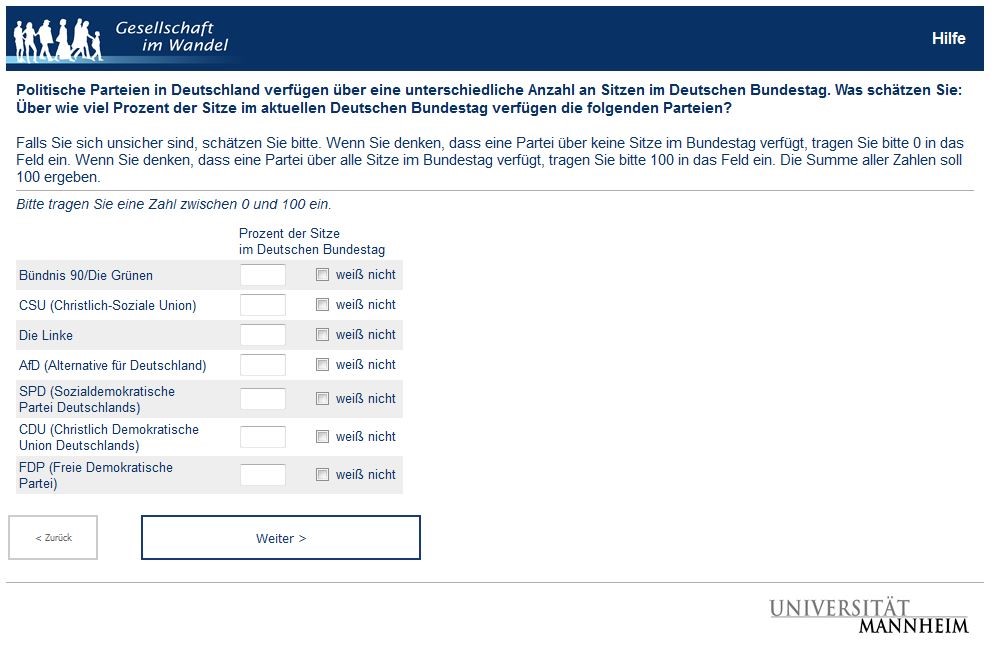 Gesellschaft
im Wandel
Hilfe
Politische Parteien in Deutschland verfügen über eine unterschiedliche Anzahl an Sitzen im Deutschen Bundestag. Was schätzen Sie:
Über wie viel Prozent der Sitze im aktuellen Deutschen Bundestag verfügen die folgenden Parteien?
Falls Sie sich unsicher sind, schätzen Sie bitte. Wenn Sie denken, dass eine Partei über keine Sitze im Bundestag verfügt, tragen Sie bitte 0 in das
Feld ein. Wenn Sie denken, dass eine Partei über alle Sitze im Bundestag verfügt, tragen Sie bitte 100 in das Feld ein. Die Summe aller Zahlen soll
100 ergeben.
Bitte tragen Sie eine Zahl zwischen 0 und 100 ein.
Prozent der Sitze
im Deutschen Bundestag
Bündnis 90/Die Grünen weiß nicht
CSU (Christlich-Soziale Union) weiß nicht
Die Linke weiß nicht
AfD (Alternative für Deutschland) weiß nicht
SPD (Sozialdemokratische
Partei Deutschlands) weiß nicht
CDU (Christlich Demokratische
Union Deutschlands) weiß nicht
FDP (Freie Demokratische
Partei) weiß nicht
< Zurück
Weiter >
UNIVERSITÄT
MANNHEIM